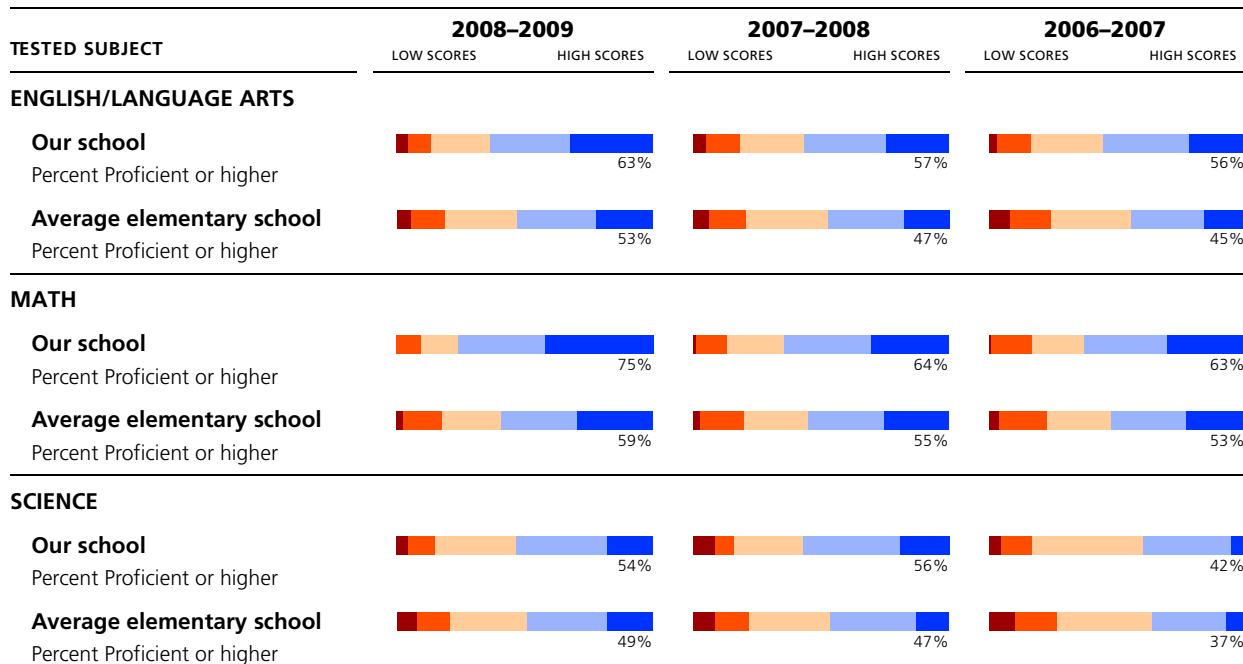 2008–2009 2007–2008 2006–2007
TESTED SUBJECT LOW SCORES HIGH SCORES LOW SCORES HIGH SCORES LOW SCORES HIGH SCORES
ENGLISH/LANGUAGE ARTS
Our school
Percent Proficient or higher 63% 57% 56%
Average elementary school
Percent Proficient or higher 53% 47% 45%
MATH
Our school
Percent Proficient or higher 75% 64% 63%
Average elementary school
Percent Proficient or higher 59% 55% 53%
SCIENCE
Our school
Percent Proficient or higher 54% 56% 42%
Average elementary school
Percent Proficient or higher 49% 47% 37%